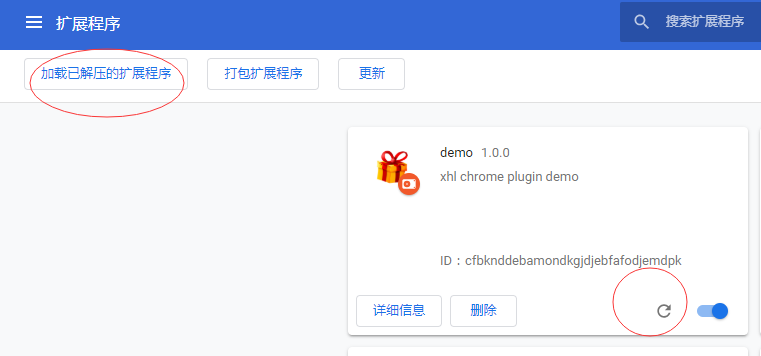 扩展程序
搜索扩展程序
加载已解压的扩展程序 打包扩展程序 更新
demo 1.0.0
xhl chrome plugin demo
ID：cfbknddebamondkgjdjebfafodjemdpk
详细信息 删除